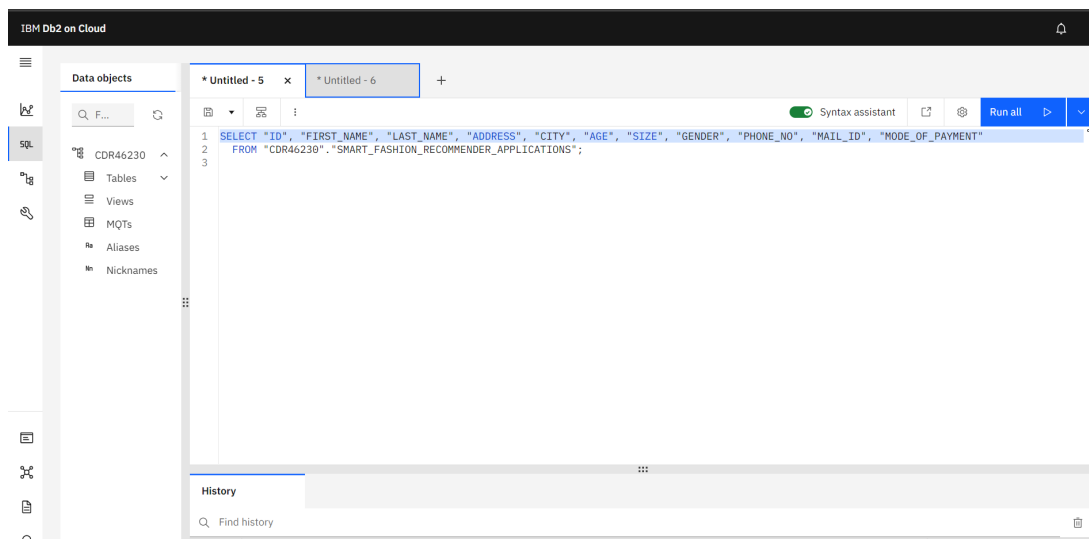 IBM Db2 on Cloud
Data objects
* Untitled - 5
* Untitled - 6
F...
Syntax assistant
Run all
SQL
1 SELECT "ID", "FIRST_NAME", "LAST_NAME", "ADDRESS", "CITY", "AGE", "SIZE", "GENDER", "PHONE_NO", "MAIL_ID", "MODE_OF_PAYMENT"
2 FROM "CDR46230"."SMART_FASHION_RECOMMENDER_APPLICATIONS";
3
CDR46230
Tables
Views
MQTs
Aa Aliases
Nn Nicknames
History
Find history